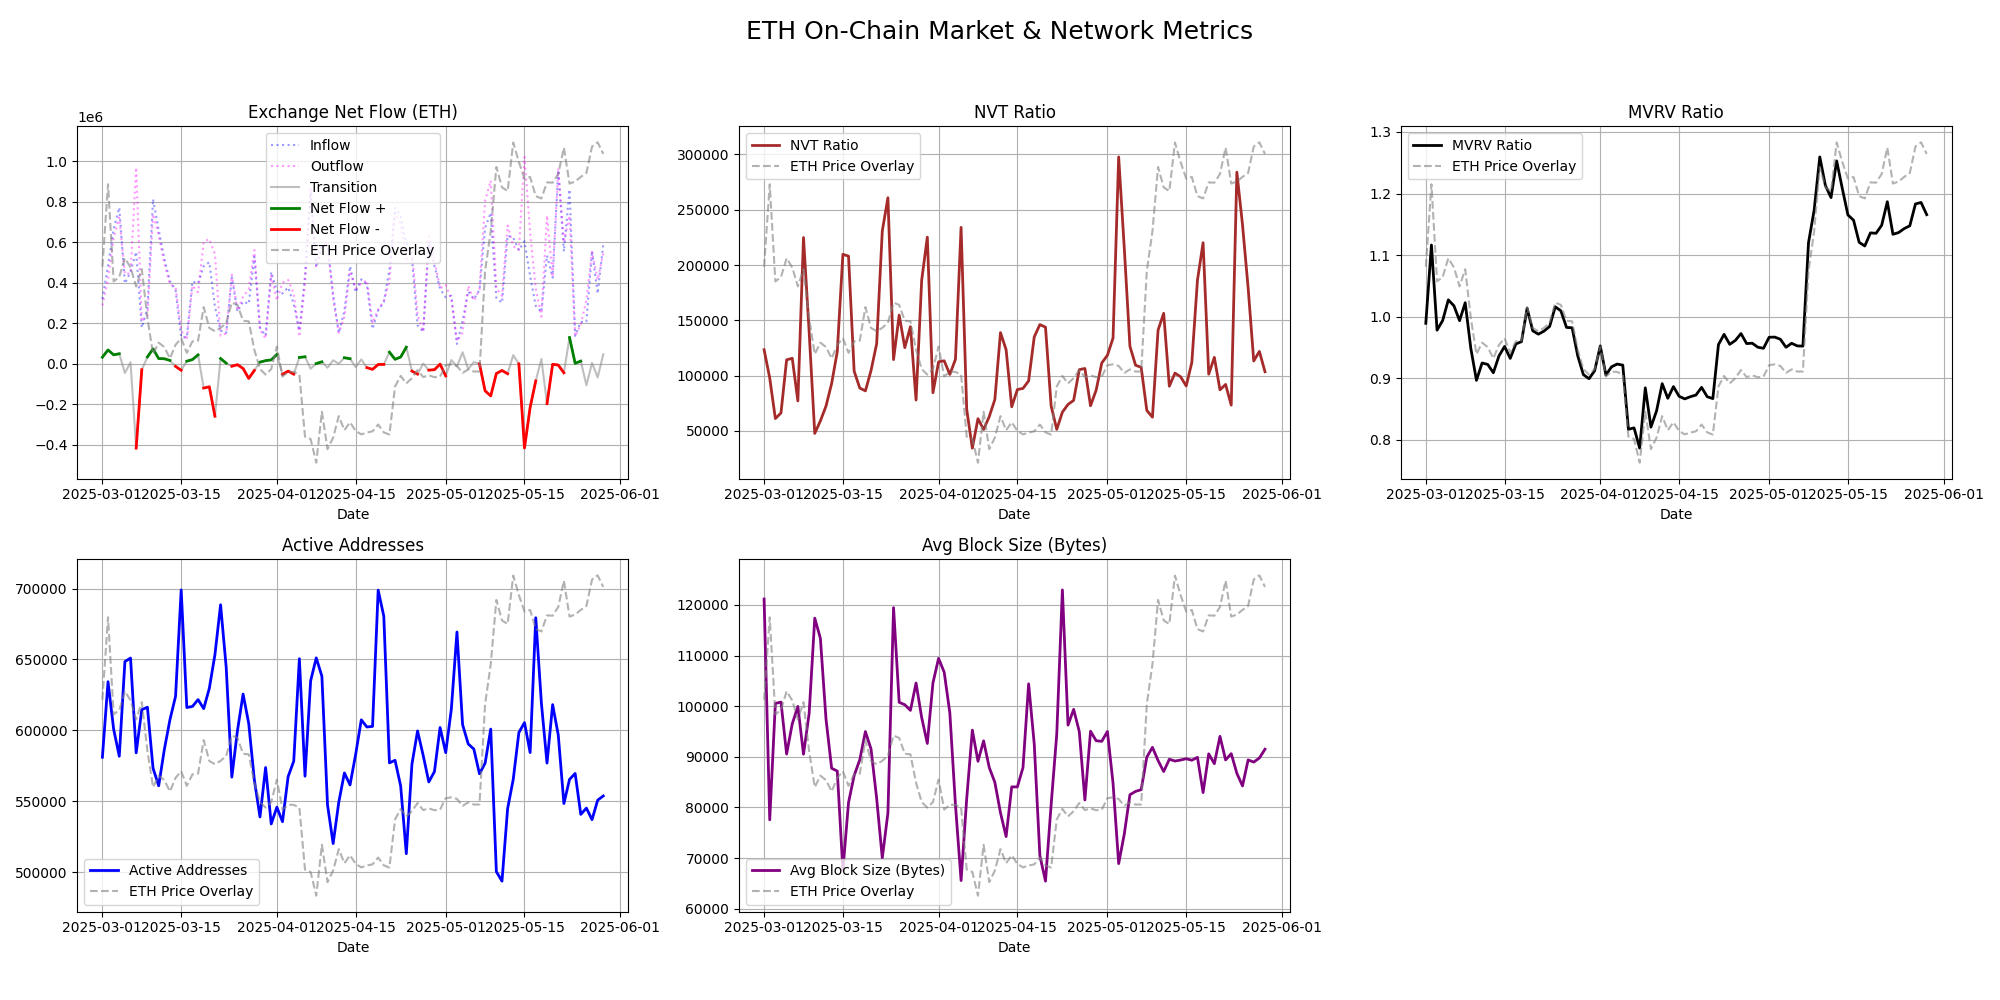 ETH On-Chain Market & Network Metrics
Exchange Net Flow (ETH)
1e6
Inflow
Outflow
Transition
Net Flow +
Net Flow -
ETH Price Overlay
1.0
0.8
0.6
0.4
0.2
0.0
−0.2
−0.4
2025-03-01
2025-03-15
2025-04-01
2025-04-15
2025-05-01
2025-05-15
2025-06-01
Date
NVT Ratio
NVT Ratio
ETH Price Overlay
300000
250000
200000
150000
100000
50000
2025-03-01
2025-03-15
2025-04-01
2025-04-15
2025-05-01
2025-05-15
2025-06-01
Date
MVRV Ratio
MVRV Ratio
ETH Price Overlay
1.3
1.2
1.1
1.0
0.9
0.8
2025-03-01
2025-03-15
2025-04-01
2025-04-15
2025-05-01
2025-05-15
2025-06-01
Date
Active Addresses
700000
650000
600000
550000
500000
Active Addresses
ETH Price Overlay
2025-03-01
2025-03-15
2025-04-01
2025-04-15
2025-05-01
2025-05-15
2025-06-01
Date
Avg Block Size (Bytes)
120000
110000
100000
90000
80000
70000
60000
Avg Block Size (Bytes)
ETH Price Overlay
2025-03-01
2025-03-15
2025-04-01
2025-04-15
2025-05-01
2025-05-15
2025-06-01
Date